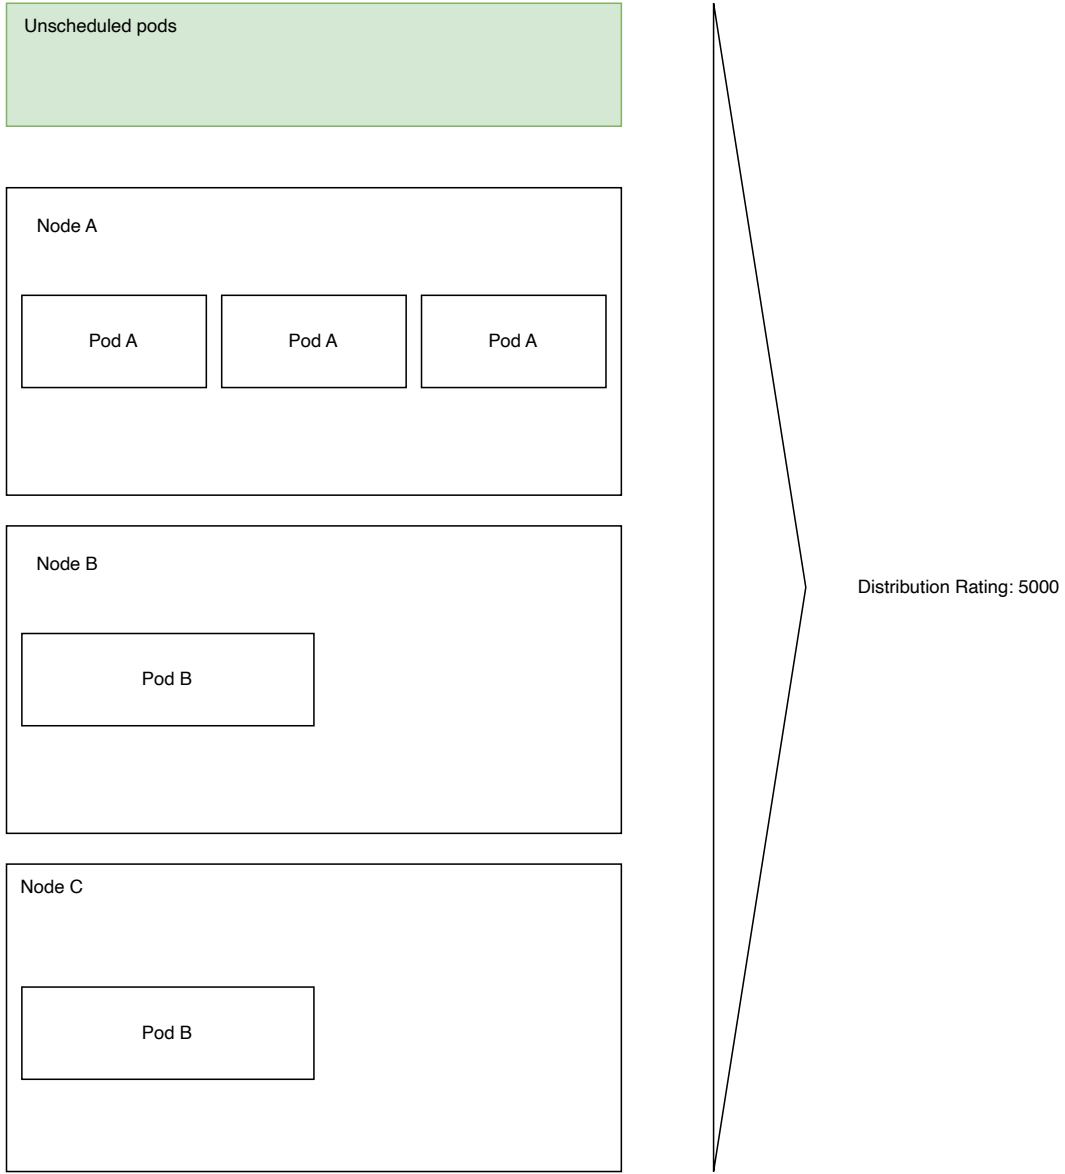 Unscheduled pods
Node A
Pod A
Pod A
Pod A
Node B
Pod B
Distribution Rating: 5000
Node C
Pod B